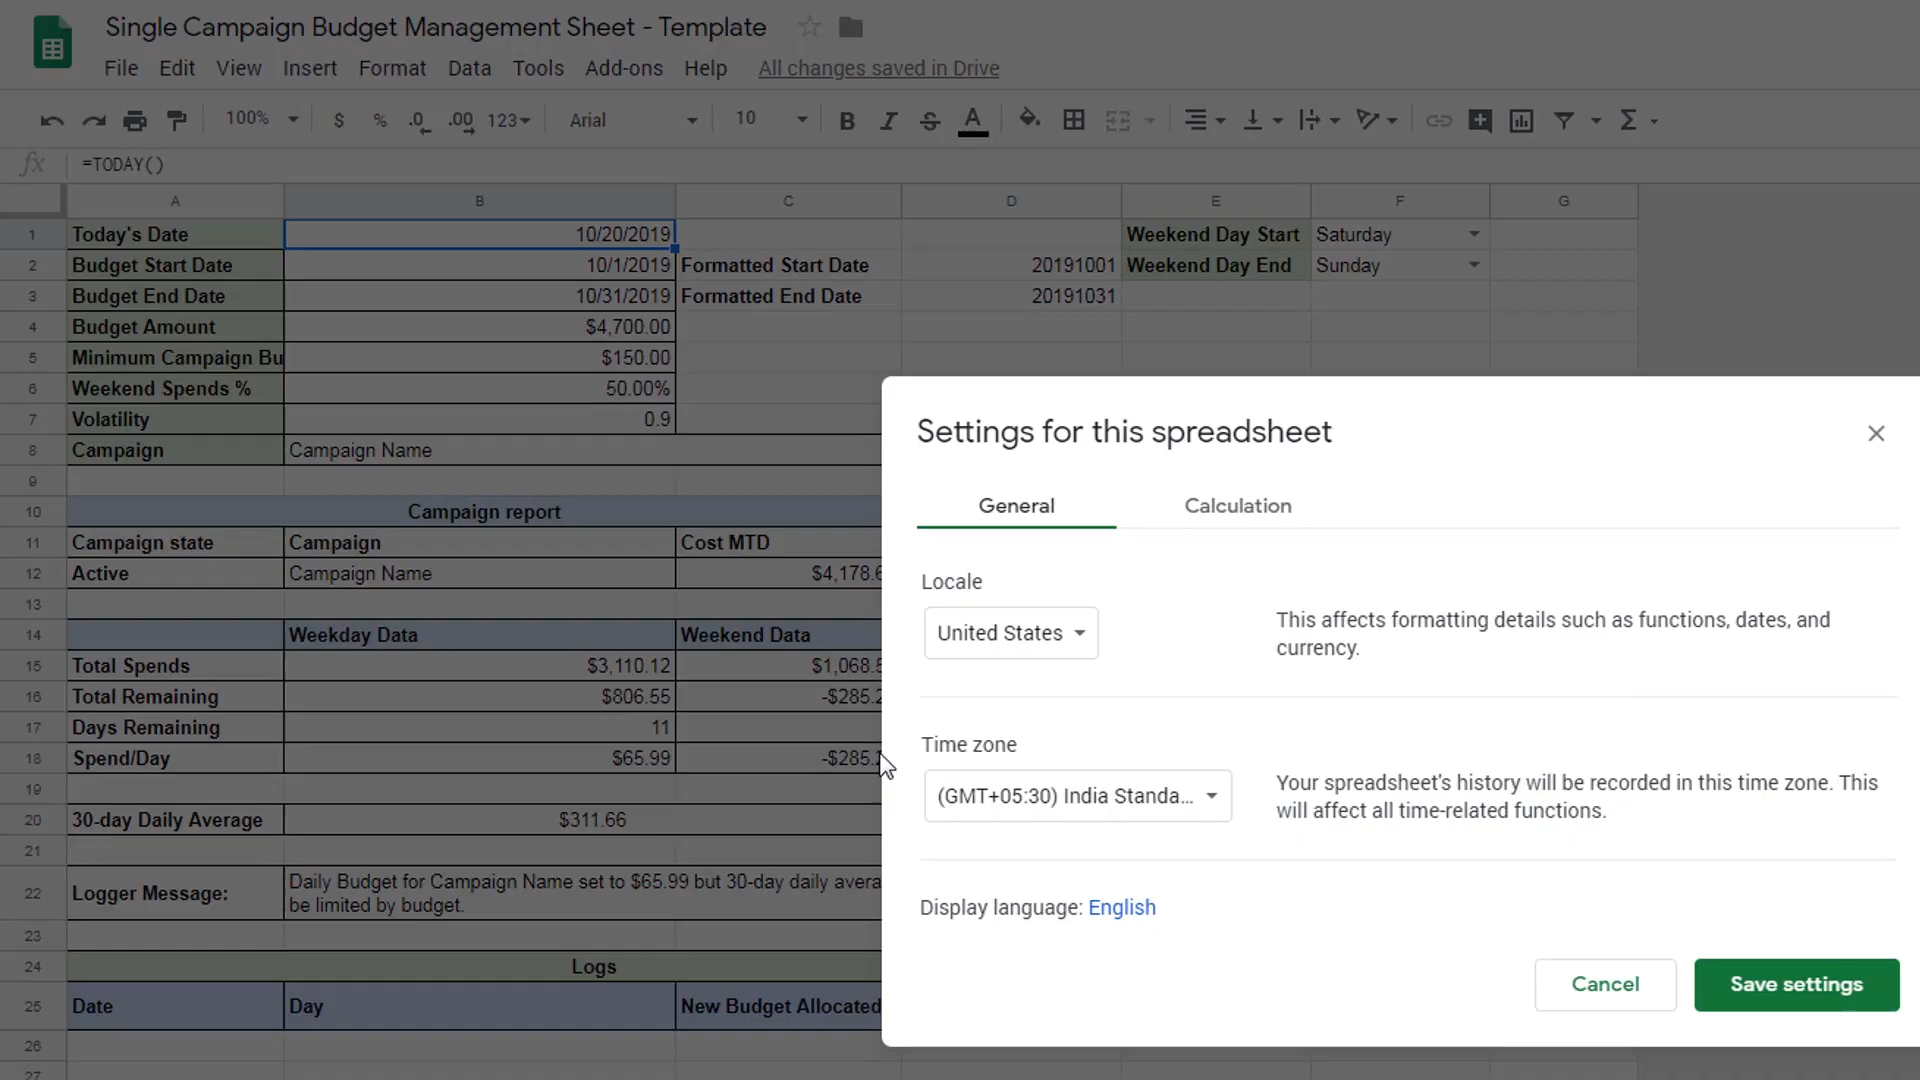 Single Campaign Budget Management Sheet - Template
File Edit View Insert Format Data Tools Add-ons Help All changes saved in Drive
100% $ % .0 .00 123 Arial 10 B I S A Σ
fx =TODAY()
A B C D E F G
1 Today's Date 10/20/2019 Weekend Day Start Saturday
2 Budget Start Date 10/1/2019 Formatted Start Date 20191001 Weekend Day End Sunday
3 Budget End Date 10/31/2019 Formatted End Date 20191031
4 Budget Amount $4,700.00
5 Minimum Campaign Bu $150.00
6 Weekend Spends % 50.00%
7 Volatility 0.9
8 Campaign Campaign Name
9
10 Campaign report
11 Campaign state Campaign Cost MTD
12 Active Campaign Name $4,178.6
13
14 Weekday Data Weekend Data
15 Total Spends $3,110.12 $1,068.5
16 Total Remaining $806.55 -$285.2
17 Days Remaining 11
18 Spend/Day $65.99 -$285.2
19
20 30-day Daily Average $311.66
21
22 Logger Message: Daily Budget for Campaign Name set to $65.99 but 30-day daily avera
be limited by budget.
23
24 Logs
25 Date Day New Budget Allocated
26
27
Settings for this spreadsheet
General Calculation
Locale
United States
This affects formatting details such as functions, dates, and
currency.
Time zone
(GMT+05:30) India Standa...
Your spreadsheet's history will be recorded in this time zone. This
will affect all time-related functions.
Display language: English
Cancel Save settings